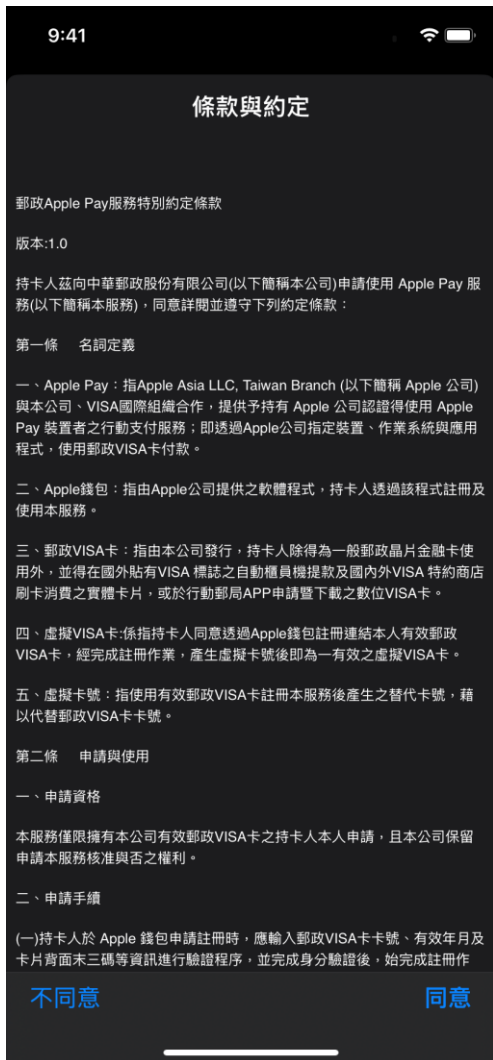 9:41
條款與約定
郵政Apple Pay服務特別約定條款
版本:1.0
持卡人茲向中華郵政股份有限公司(以下簡稱本公司)申請使用 Apple Pay 服
務(以下簡稱本服務)，同意詳閱並遵守下列約定條款：
第一條　名詞定義
一、Apple Pay：指Apple Asia LLC, Taiwan Branch (以下簡稱 Apple 公司)
與本公司、VISA國際組織合作，提供予持有 Apple 公司認證得使用 Apple
Pay 裝置者之行動支付服務；即透過Apple公司指定裝置、作業系統與應用
程式，使用郵政VISA卡付款。
二、Apple錢包：指由Apple公司提供之軟體程式，持卡人透過該程式註冊及
使用本服務。
三、郵政VISA卡：指由本公司發行，持卡人除得為一般郵政晶片金融卡使
用外，並得在國外貼有VISA 標誌之自動櫃員機提款及國內外VISA 特約商店
刷卡消費之實體卡片，或於行動郵局APP申請暨下載之數位VISA卡。
四、虛擬VISA卡:係指持卡人同意透過Apple錢包註冊連結本人有效郵政
VISA卡，經完成註冊作業，產生虛擬卡號後即為一有效之虛擬VISA卡。
五、虛擬卡號：指使用有效郵政VISA卡註冊本服務後產生之替代卡號，藉
以代替郵政VISA卡卡號。
第二條　申請與使用
一、申請資格
本服務僅限擁有本公司有效郵政VISA卡之持卡人本人申請，且本公司保留
申請本服務核准與否之權利。
二、申請手續
(一)持卡人於 Apple 錢包申請註冊時，應輸入郵政VISA卡卡號、有效年月及
卡片背面末三碼等資訊進行驗證程序，並完成身分驗證後，始完成註冊作
不同意
同意